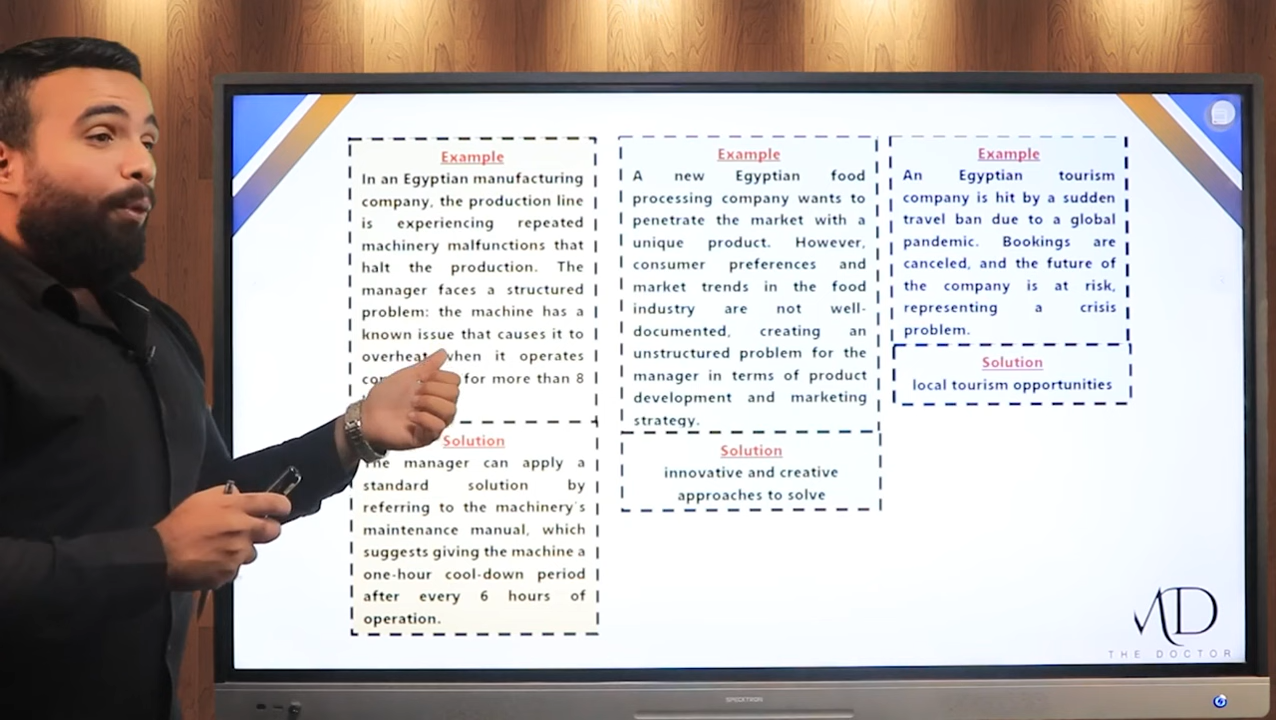 Example
In an Egyptian manufacturing
company, the production line
is experiencing repeated
machinery malfunctions that
halt the production. The
manager faces a structured
problem: the machine has a
known issue that causes it to
overheat when it operates
for more than 8
Solution
The manager can apply a
standard solution by
referring to the machinery's
maintenance manual, which
suggests giving the machine a
one-hour cool-down period
after every 6 hours of
operation.
Example
A new Egyptian food
processing company wants to
penetrate the market with a
unique product. However,
consumer preferences and
market trends in the food
industry are not well-
documented, creating an
unstructured problem for the
manager in terms of product
development and marketing
strategy.
Solution
innovative and creative
approaches to solve
Example
An Egyptian tourism
company is hit by a sudden
travel ban due to a global
pandemic. Bookings are
canceled, and the future of
the company is at risk,
representing a crisis
problem.
Solution
local tourism opportunities
MD
THE DOCTOR
SPECKTRON